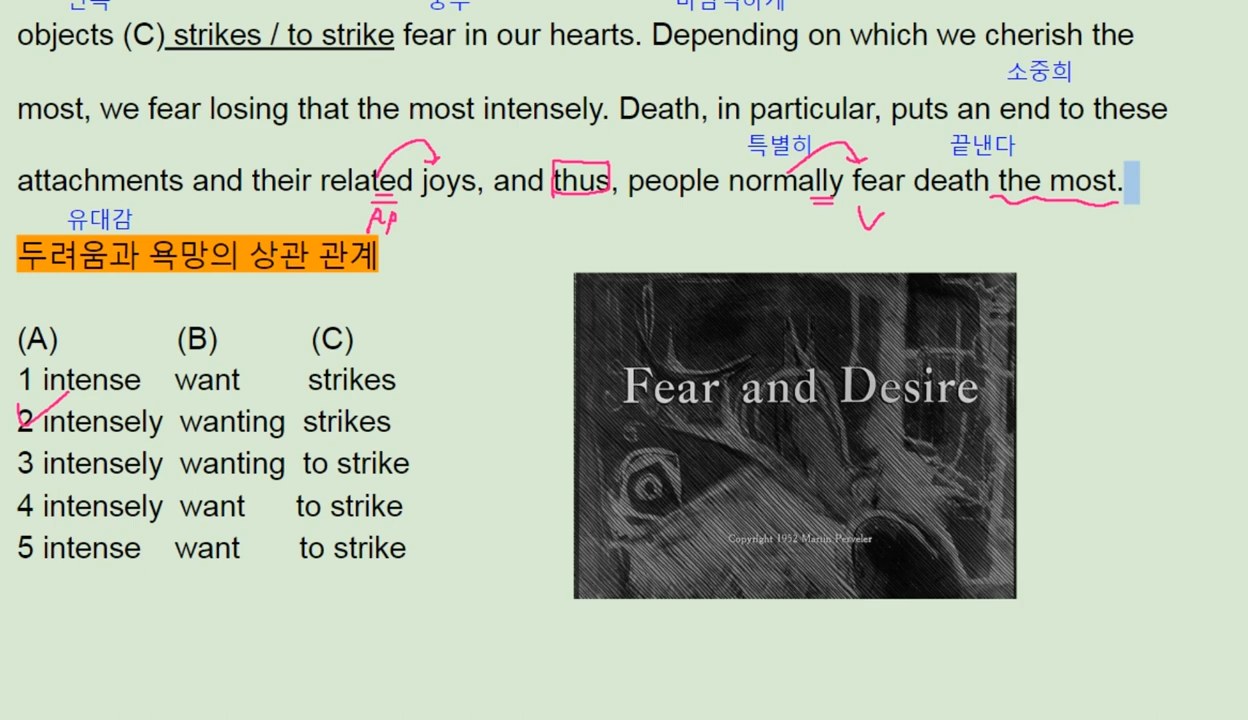 objects (C) strikes / to strike fear in our hearts. Depending on which we cherish the
소중희
most, we fear losing that the most intensely. Death, in particular, puts an end to these
특별히 끝낸다
attachments and their related joys, and thus, people normally fear death the most.
유대감 P.P V
두려움과 욕망의 상관 관계
(A) (B) (C)
1 intense want strikes
2 intensely wanting strikes
3 intensely wanting to strike
4 intensely want to strike
5 intense want to strike
Fear and Desire
Copyright 1952 Martin Perveler